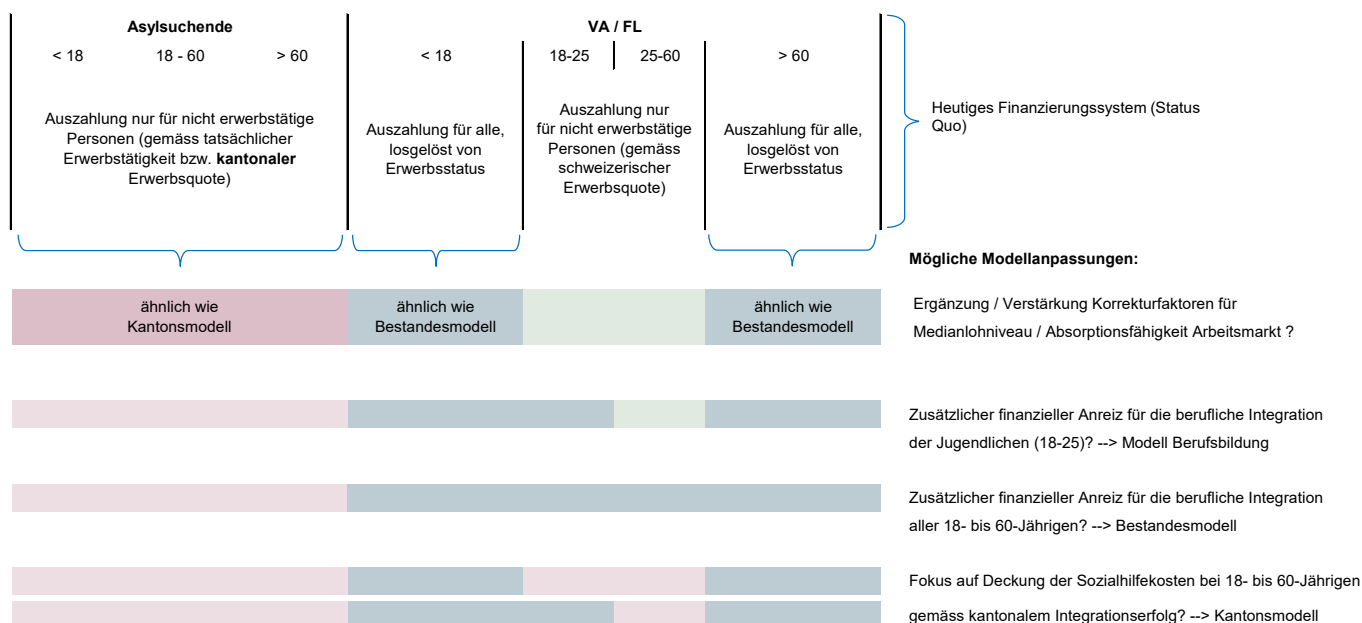 Asylsuchende
VA / FL
< 18
18 - 60
> 60
< 18
18-25
25-60
> 60
Auszahlung nur für nicht erwerbstätige
Personen (gemäss tatsächlicher
Erwerbstätigkeit bzw. kantonaler
Erwerbsquote)
Auszahlung für alle,
losgelöst von
Erwerbsstatus
Auszahlung nur
für nicht erwerbstätige
Personen (gemäss
schweizerischer
Erwerbsquote)
Auszahlung für alle,
losgelöst von
Erwerbsstatus
Heutiges Finanzierungssystem (Status
Quo)
Mögliche Modellanpassungen:
ähnlich wie
Kantonsmodell
ähnlich wie
Bestandesmodell
ähnlich wie
Bestandesmodell
Ergänzung / Verstärkung Korrekturfaktoren für
Medianlohniveau / Absorptionsfähigkeit Arbeitsmarkt ?
Zusätzlicher finanzieller Anreiz für die berufliche Integration
der Jugendlichen (18-25)? --> Modell Berufsbildung
Zusätzlicher finanzieller Anreiz für die berufliche Integration
aller 18- bis 60-Jährigen? --> Bestandesmodell
Fokus auf Deckung der Sozialhilfekosten bei 18- bis 60-Jährigen
gemäss kantonalem Integrationserfolg? --> Kantonsmodell